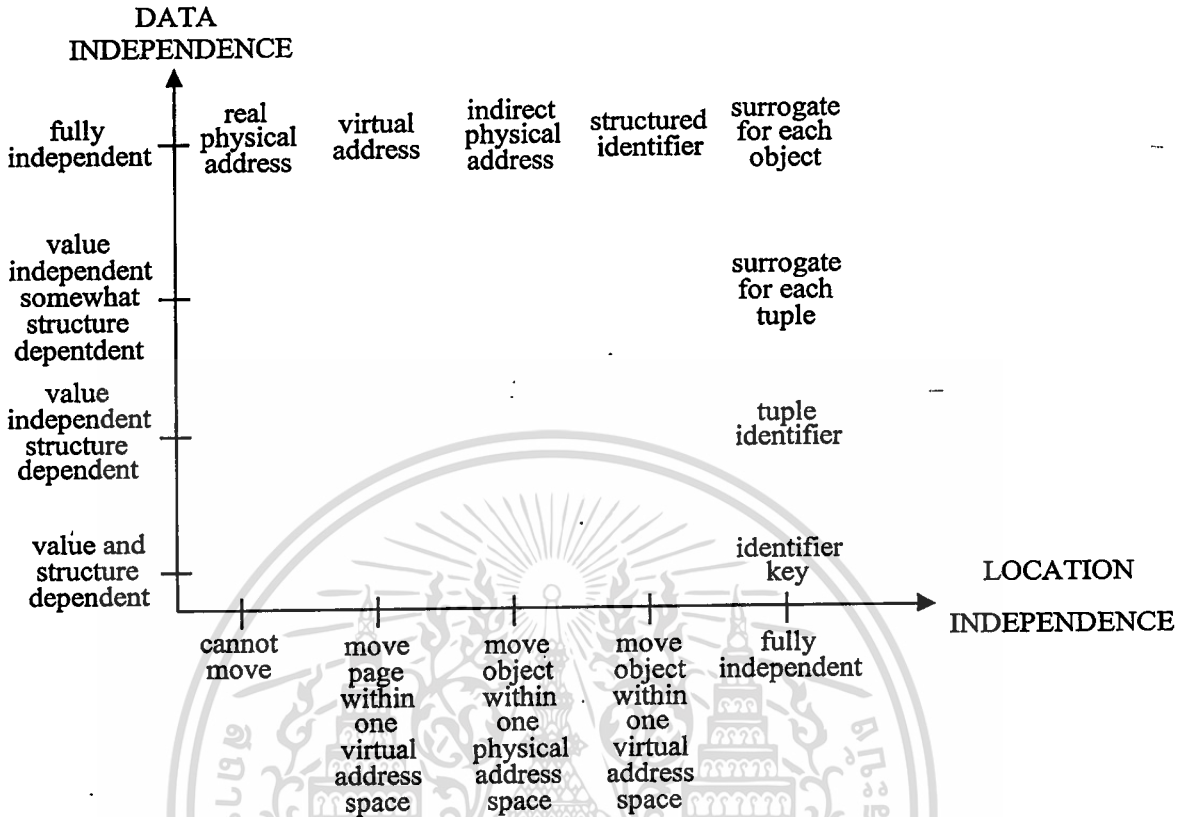 DATA
INDEPENDENCE
fully
independent
real
physical
address
virtual
address
indirect
physical
address
structured
identifier
surrogate
for each
object
value
independent
somewhat
structure
depentdent
surrogate
for each
tuple
value
independent
structure
dependent
tuple
identifier
value and
structure
dependent
identifier
key
LOCATION
INDEPENDENCE
cannot
move
move
page
within
one
virtual
address
space
move
object
within
one
physical
address
space
move
object
within
one
virtual
address
space
fully
independent